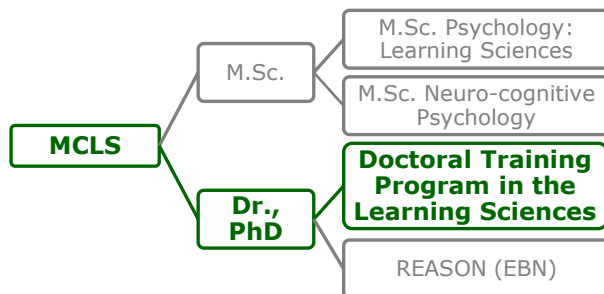 MCLS
M.Sc.
M.Sc. Psychology:
Learning Sciences
M.Sc. Neuro-cognitive
Psychology
Dr.,
PhD
Doctoral Training
Program in the
Learning Sciences
REASON (EBN)